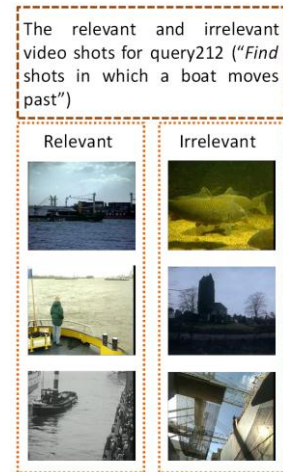 The relevant and irrelevant
video shots for query212 ("Find
shots in which a boat moves
past")
Relevant
Irrelevant